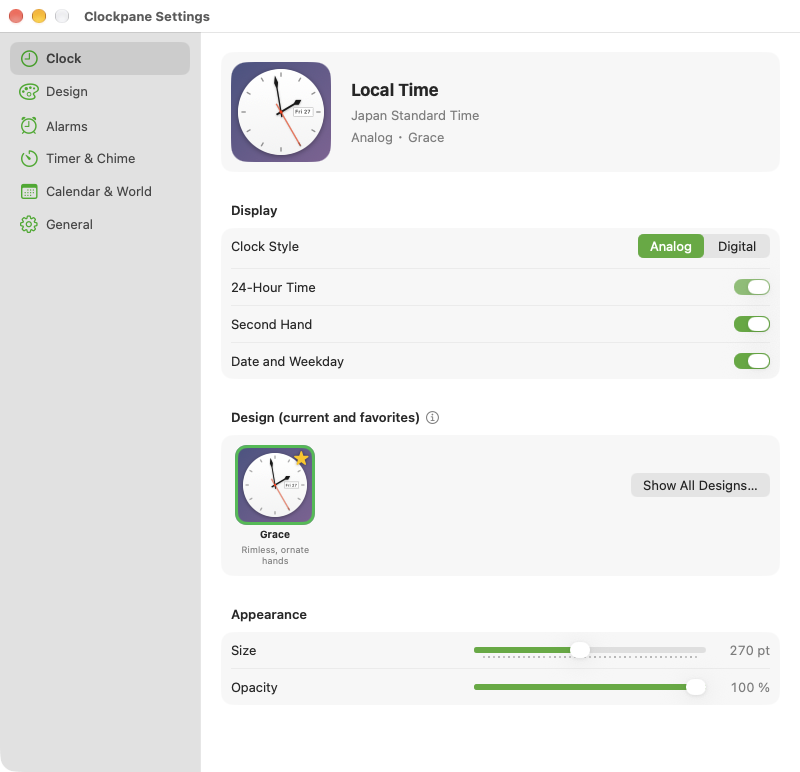 Clockpane Settings
Clock
Design
Alarms
Timer & Chime
Calendar & World
General
Fri 27
Local Time
Japan Standard Time
Analog • Grace
Display
Clock Style
Analog
Digital
24-Hour Time
Second Hand
Date and Weekday
Design (current and favorites)
Fri 27
Grace
Rimless, ornate
hands
Show All Designs...
Appearance
Size
270 pt
Opacity
100 %